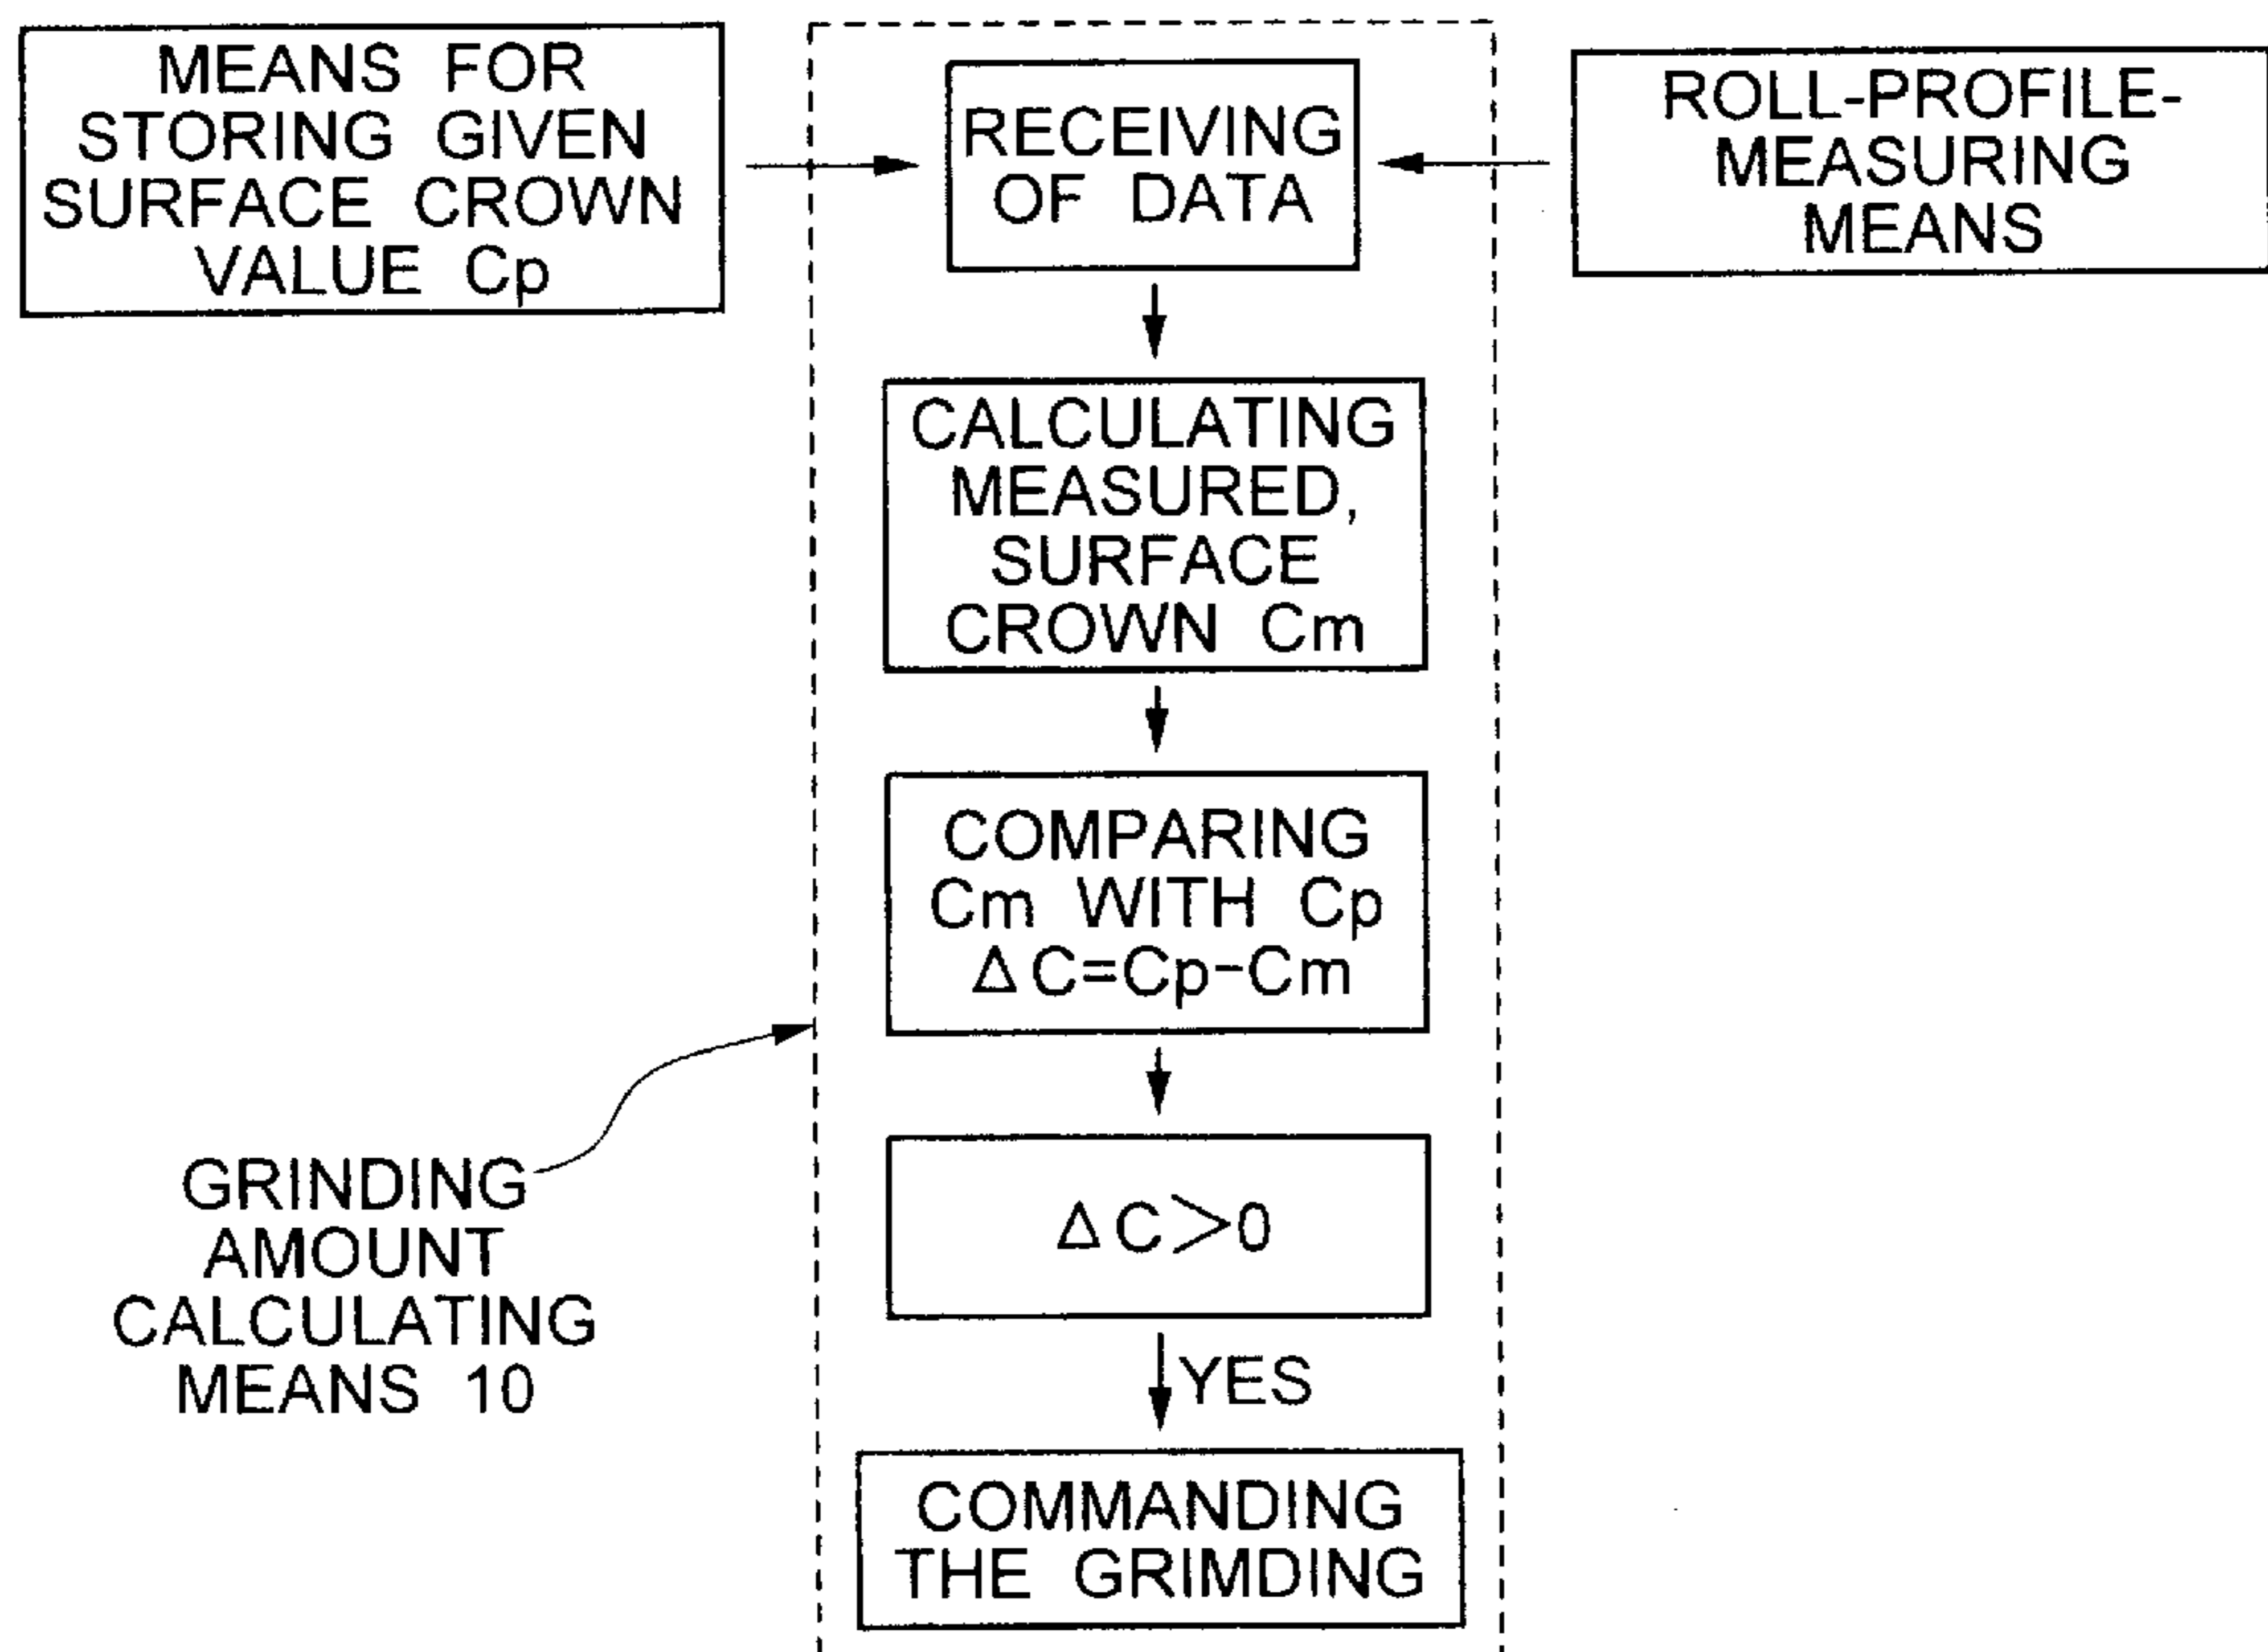 MEANS FOR
STORING GIVEN
SURFACE CROWN
VALUE Cp
RECEIVING
OF DATA
ROLL-PROFILE-
MEASURING
MEANS
CALCULATING
MEASURED,
SURFACE
CROWN Cm
COMPARING
Cm WITH Cp
ΔC=Cp-Cm
GRINDING
AMOUNT
CALCULATING
MEANS 10
ΔC>0
YES
COMMANDING
THE GRIMDING